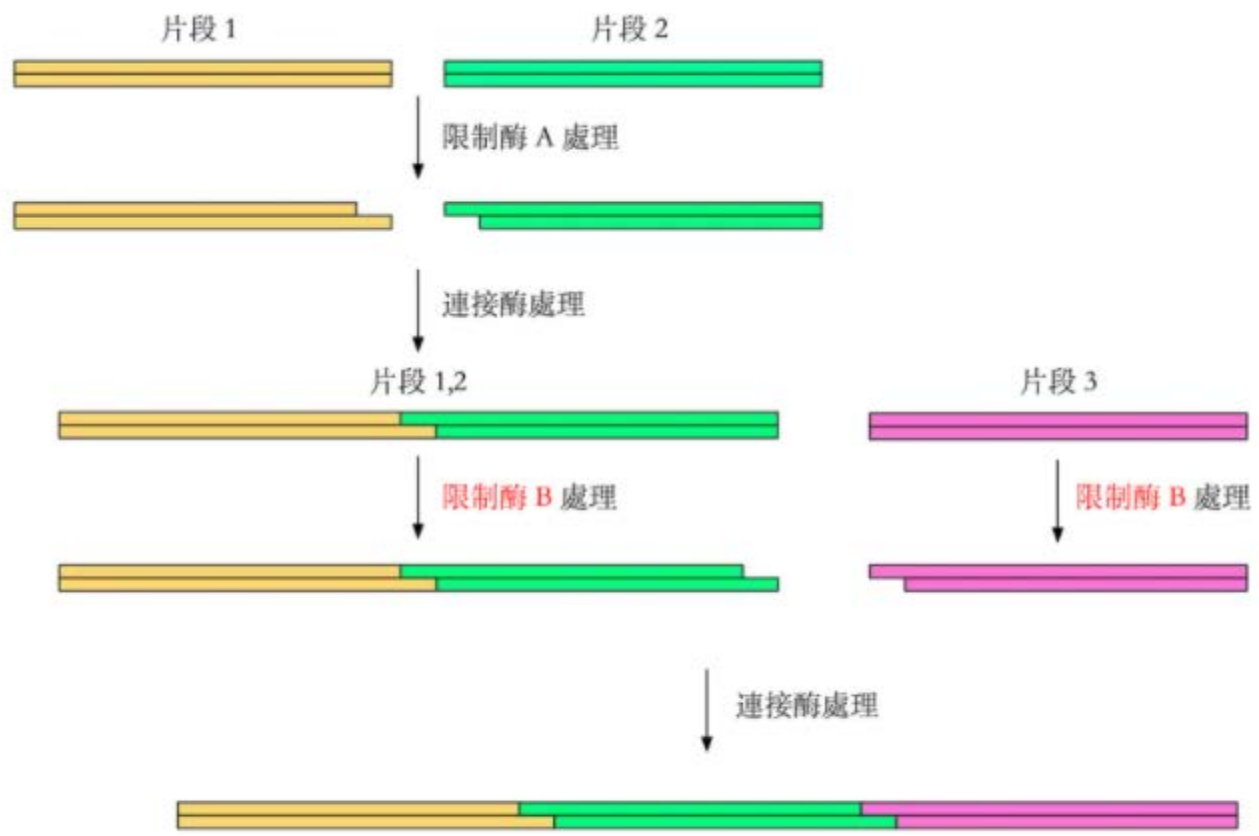 片段 1
片段 2
限制酶 A 處理
連接酶處理
片段 1,2
片段 3
限制酶 B 處理
限制酶 B 處理
連接酶處理